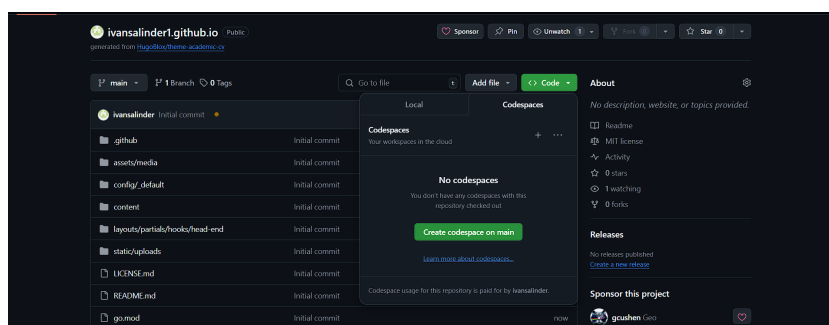 ivansalinder1.github.io Public
Sponsor Pin Unwatch 1 Fork 0 Star 0
generated from HugoBlox/theme-academic-cv
main 1 Branch 0 Tags Go to file t Add file <> Code
ivansalinder Initial commit
.github Initial commit
assets/media Initial commit
config/_default Initial commit
content Initial commit
layouts/partials/hooks/head-end Initial commit
static/uploads Initial commit
LICENSE.md Initial commit
README.md Initial commit
go.mod now
Local Codespaces
Codespaces
Your workspaces in the cloud
No codespaces
You don't have any codespaces with this
repository checked out
Create codespace on main
Learn more about codespaces...
Codespace usage for this repository is paid for by ivansalinder.
About
No description, website, or topics provided.
Readme
MIT license
Activity
0 stars
1 watching
0 forks
Releases
No releases published
Create a new release
Sponsor this project
gcushen Geo